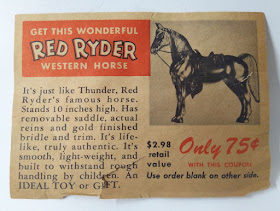 GET THIS WONDERFUL
RED RYDER
WESTERN HORSE
It's just like Thunder, Red
Ryder's famous horse.
Stands 10 inches high. Has
removable saddle, actual
reins and gold finished
bridle and trim. It's life-
like, truly authentic. It's
smooth, light-weight, and
built to withstand rough
handling by children. An
IDEAL TOY or GIFT.
$2.98
retail
value
Only 75¢
WITH THIS COUPON
Use order blank on other side.